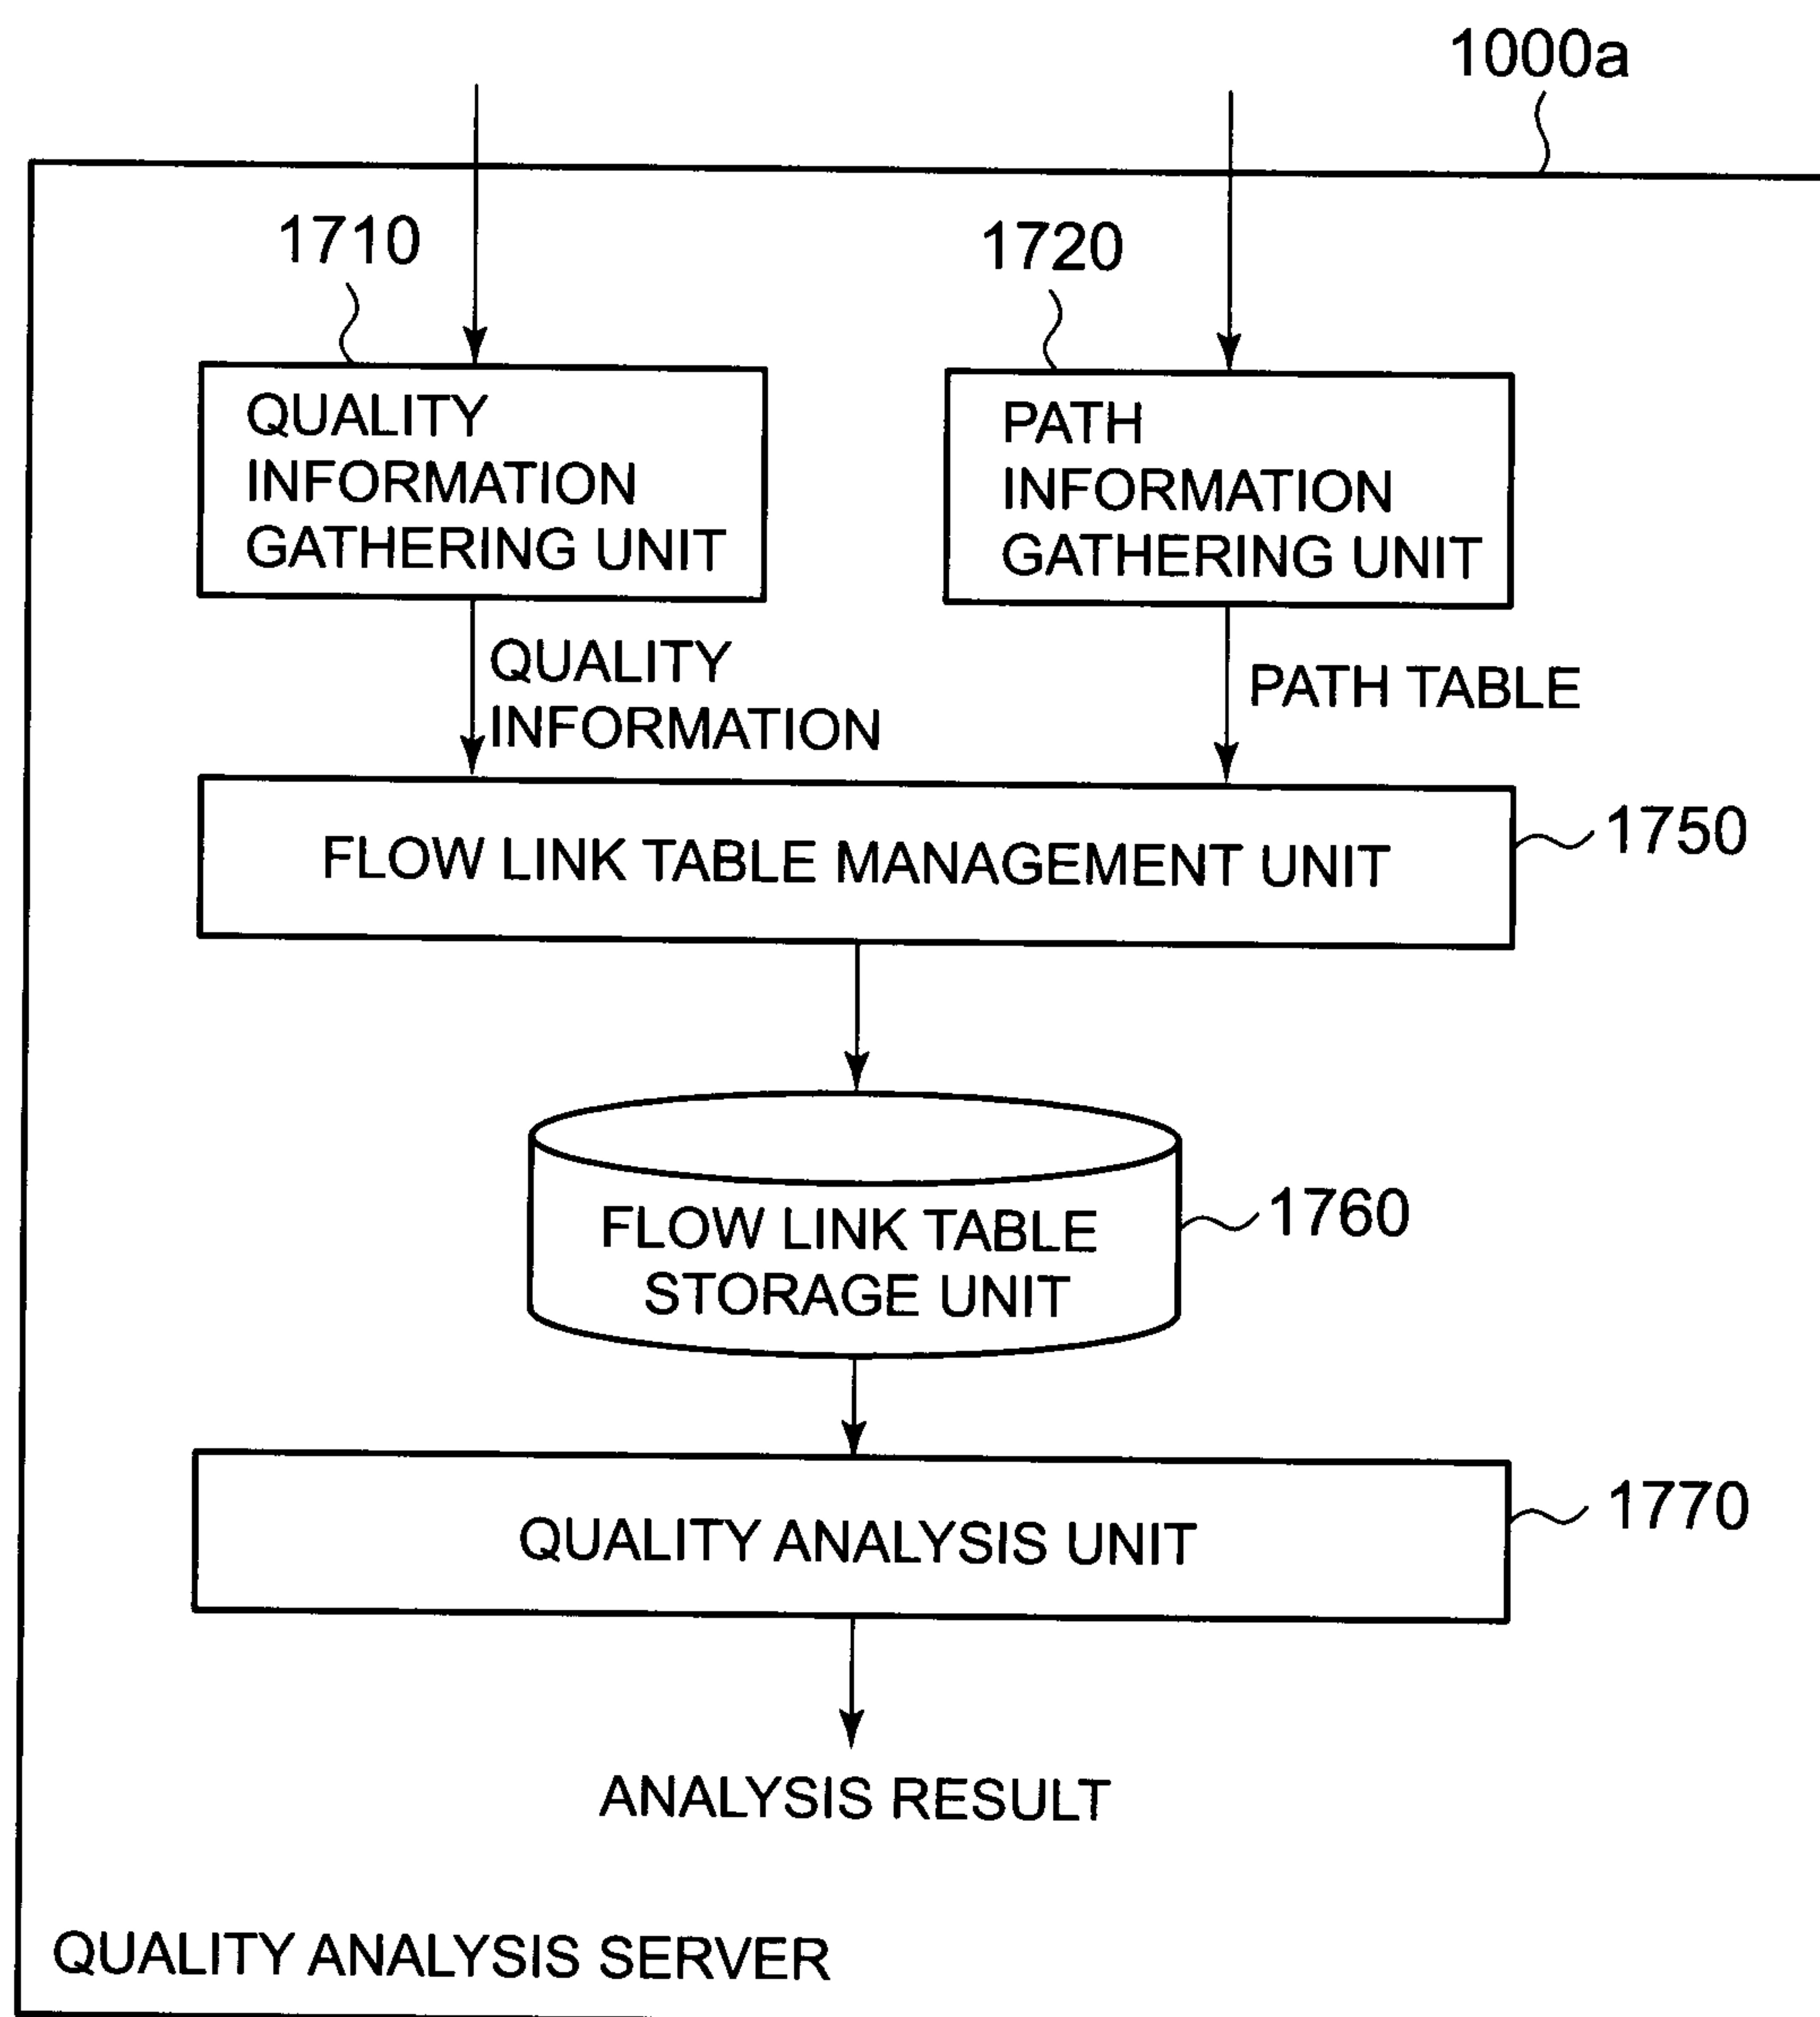 1000a
1710
1720
QUALITY
INFORMATION
GATHERING UNIT
PATH
INFORMATION
GATHERING UNIT
QUALITY
INFORMATION
PATH TABLE
FLOW LINK TABLE MANAGEMENT UNIT
1750
FLOW LINK TABLE
STORAGE UNIT
1760
QUALITY ANALYSIS UNIT
1770
ANALYSIS RESULT
QUALITY ANALYSIS SERVER